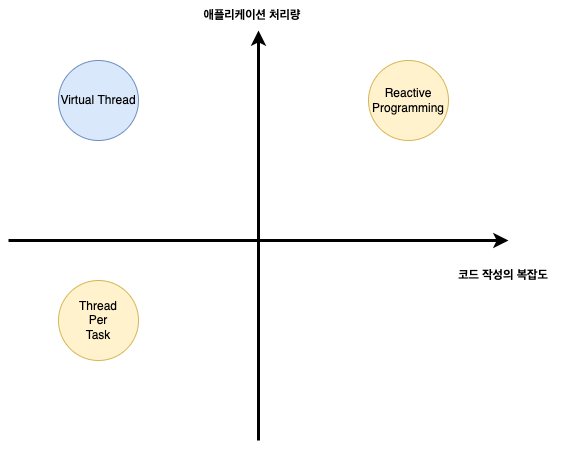 애플리케이션 처리량
Virtual Thread
Reactive
Programming
코드 작성의 복잡도
Thread
Per
Task